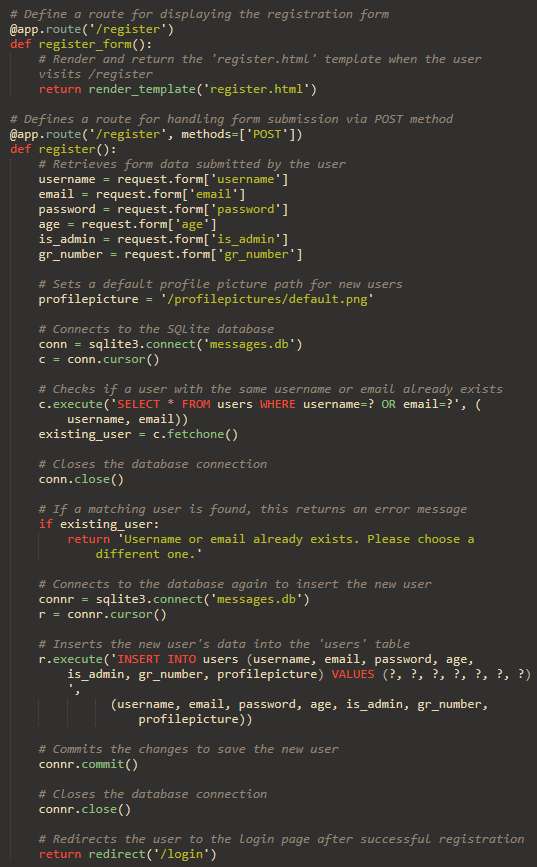 # Define a route for displaying the registration form
@app.route('/register')
def register_form():
# Render and return the 'register.html' template when the user
visits /register
return render_template('register.html')
# Defines a route for handling form submission via POST method
@app.route('/register', methods=['POST'])
def register():
# Retrieves form data submitted by the user
username = request.form['username']
email = request.form['email']
password = request.form['password']
age = request.form['age']
is_admin = request.form['is_admin']
gr_number = request.form['gr_number']
# Sets a default profile picture path for new users
profilepicture = '/profilepictures/default.png'
# Connects to the SQLite database
conn = sqlite3.connect('messages.db')
c = conn.cursor()
# Checks if a user with the same username or email already exists
c.execute('SELECT * FROM users WHERE username=? OR email=?', (
username, email))
existing_user = c.fetchone()
# Closes the database connection
conn.close()
# If a matching user is found, this returns an error message
if existing_user:
return 'Username or email already exists. Please choose a
different one.'
# Connects to the database again to insert the new user
connr = sqlite3.connect('messages.db')
r = connr.cursor()
# Inserts the new user's data into the 'users' table
r.execute('INSERT INTO users (username, email, password, age,
is_admin, gr_number, profilepicture) VALUES (?, ?, ?, ?, ?, ?, ?)
',
(username, email, password, age, is_admin, gr_number,
profilepicture))
# Commits the changes to save the new user
connr.commit()
# Closes the database connection
connr.close()
# Redirects the user to the login page after successful registration
return redirect('/login')